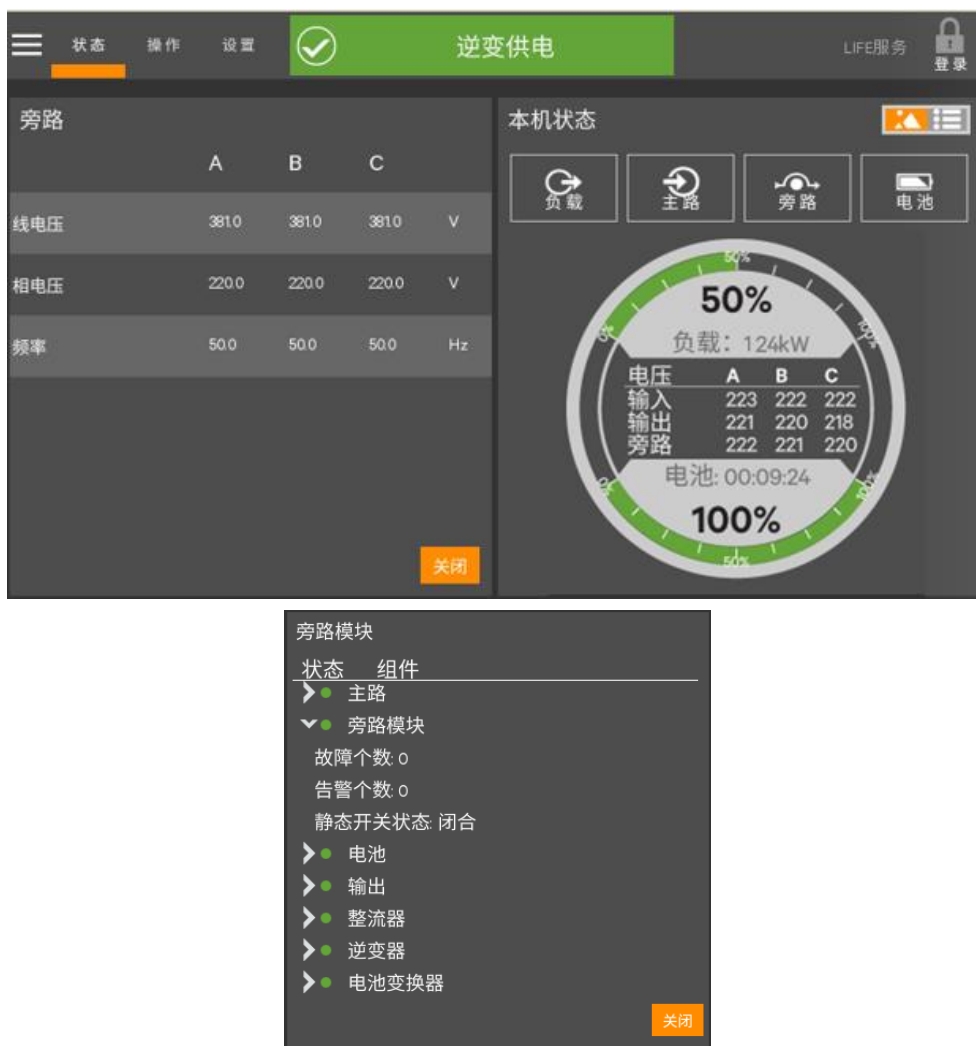 状态 操作 设置 逆变供电 LIFE服务 登录
旁路
A B C
线电压 381.0 381.0 381.0 V
相电压 220.0 220.0 220.0 V
频率 50.0 50.0 50.0 Hz
关闭
本机状态
负载 主路 旁路 电池
0% 50% 100%
50%
负载：124kW
电压 A B C
输入 223 222 222
输出 221 220 218
旁路 222 221 220
电池: 00:09:24
100%
0% 50% 100%
旁路模块
状态 组件
主路
旁路模块
故障个数: 0
告警个数: 0
静态开关状态: 闭合
电池
输出
整流器
逆变器
电池变换器
关闭